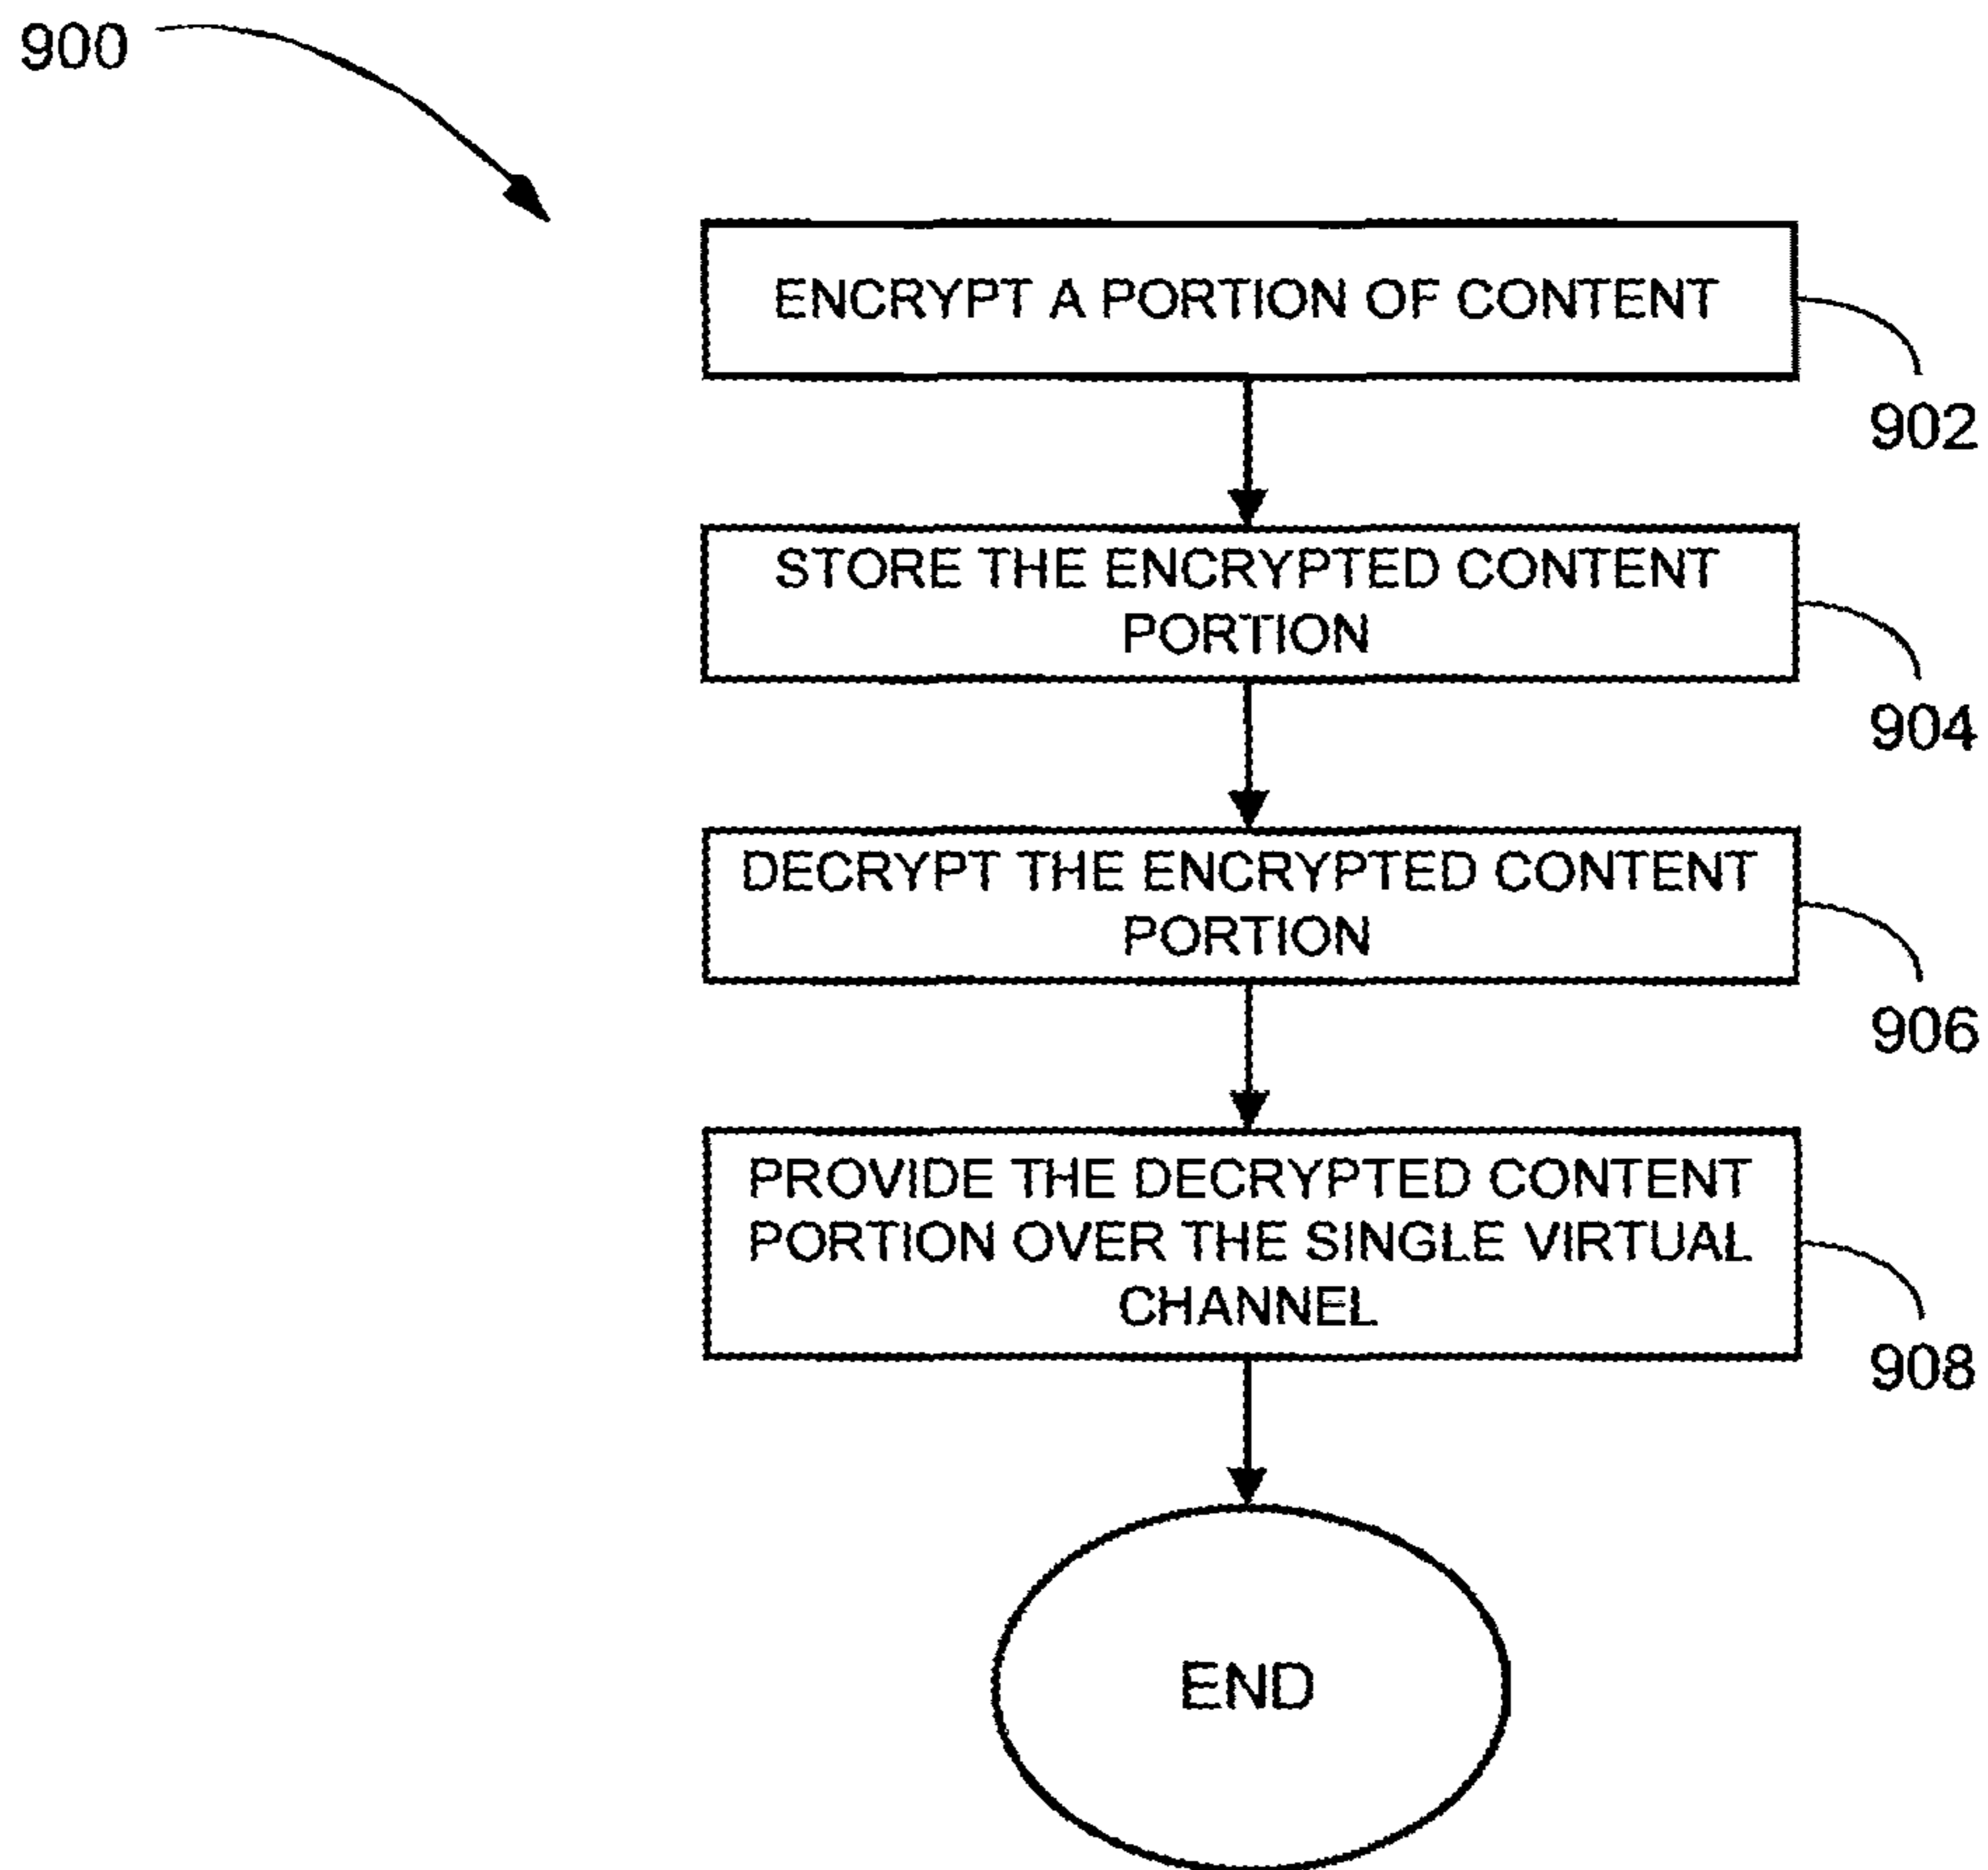 900
ENCRYPT A PORTION OF CONTENT
902
STORE THE ENCRYPTED CONTENT
PORTION
904
DECRYPT THE ENCRYPTED CONTENT
PORTION
906
PROVIDE THE DECRYPTED CONTENT
PORTION OVER THE SINGLE VIRTUAL
CHANNEL
908
END